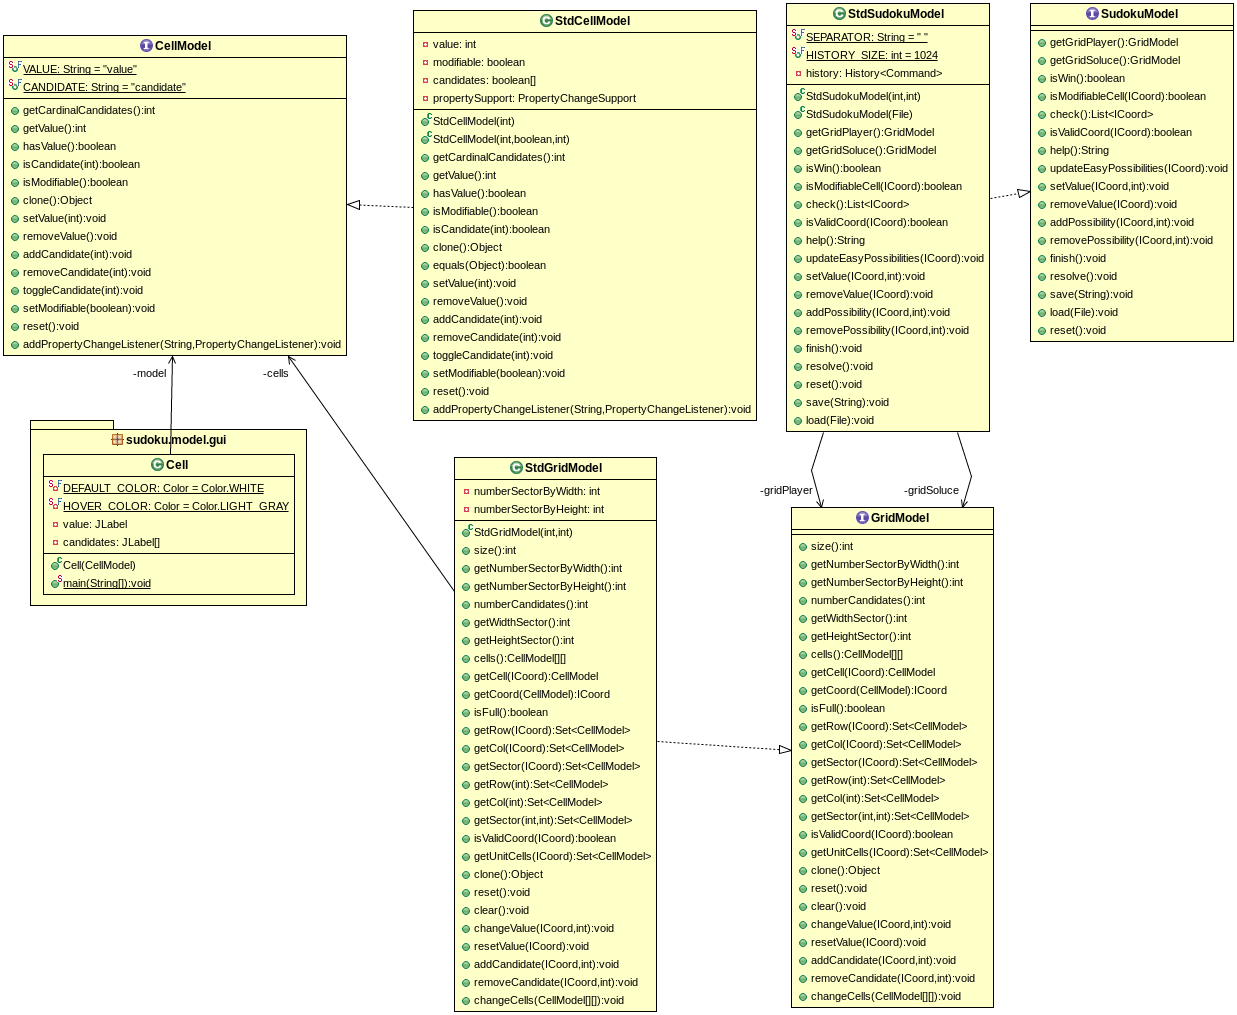 CellModel
VALUE: String = "value"
CANDIDATE: String = "candidate"
getCardinalCandidates():int
getValue():int
hasValue():boolean
isCandidate(int):boolean
isModifiable():boolean
clone():Object
setValue(int):void
removeValue():void
addCandidate(int):void
removeCandidate(int):void
toggleCandidate(int):void
setModifiable(boolean):void
reset():void
addPropertyChangeListener(String,PropertyChangeListener):void
StdCellModel
value: int
modifiable: boolean
candidates: boolean[]
propertySupport: PropertyChangeSupport
StdCellModel(int)
StdCellModel(int,boolean,int)
getCardinalCandidates():int
getValue():int
hasValue():boolean
isModifiable():boolean
isCandidate(int):boolean
clone():Object
equals(Object):boolean
setValue(int):void
removeValue():void
addCandidate(int):void
removeCandidate(int):void
toggleCandidate(int):void
setModifiable(boolean):void
reset():void
addPropertyChangeListener(String,PropertyChangeListener):void
StdSudokuModel
SEPARATOR: String = " "
HISTORY_SIZE: int = 1024
history: History<Command>
StdSudokuModel(int,int)
StdSudokuModel(File)
getGridPlayer():GridModel
getGridSoluce():GridModel
isWin():boolean
isModifiableCell(ICoord):boolean
check():List<ICoord>
isValidCoord(ICoord):boolean
help():String
updateEasyPossibilities(ICoord):void
setValue(ICoord,int):void
removeValue(ICoord):void
addPossibility(ICoord,int):void
removePossibility(ICoord,int):void
finish():void
resolve():void
reset():void
save(String):void
load(File):void
SudokuModel
getGridPlayer():GridModel
getGridSoluce():GridModel
isWin():boolean
isModifiableCell(ICoord):boolean
check():List<ICoord>
isValidCoord(ICoord):boolean
help():String
updateEasyPossibilities(ICoord):void
setValue(ICoord,int):void
removeValue(ICoord):void
addPossibility(ICoord,int):void
removePossibility(ICoord,int):void
finish():void
resolve():void
save(String):void
load(File):void
reset():void
-model
-cells
sudoku.model.gui
Cell
DEFAULT_COLOR: Color = Color.WHITE
HOVER_COLOR: Color = Color.LIGHT_GRAY
value: JLabel
candidates: JLabel[]
Cell(CellModel)
main(String[]):void
StdGridModel
numberSectorByWidth: int
numberSectorByHeight: int
StdGridModel(int,int)
size():int
getNumberSectorByWidth():int
getNumberSectorByHeight():int
numberCandidates():int
getWidthSector():int
getHeightSector():int
cells():CellModel[][]
getCell(ICoord):CellModel
getCoord(CellModel):ICoord
isFull():boolean
getRow(ICoord):Set<CellModel>
getCol(ICoord):Set<CellModel>
getSector(ICoord):Set<CellModel>
getRow(int):Set<CellModel>
getCol(int):Set<CellModel>
getSector(int,int):Set<CellModel>
isValidCoord(ICoord):boolean
getUnitCells(ICoord):Set<CellModel>
clone():Object
reset():void
clear():void
changeValue(ICoord,int):void
resetValue(ICoord):void
addCandidate(ICoord,int):void
removeCandidate(ICoord,int):void
changeCells(CellModel[][]):void
-gridPlayer
-gridSoluce
GridModel
size():int
getNumberSectorByWidth():int
getNumberSectorByHeight():int
numberCandidates():int
getWidthSector():int
getHeightSector():int
cells():CellModel[][]
getCell(ICoord):CellModel
getCoord(CellModel):ICoord
isFull():boolean
getRow(ICoord):Set<CellModel>
getCol(ICoord):Set<CellModel>
getSector(ICoord):Set<CellModel>
getRow(int):Set<CellModel>
getCol(int):Set<CellModel>
getSector(int,int):Set<CellModel>
isValidCoord(ICoord):boolean
getUnitCells(ICoord):Set<CellModel>
clone():Object
reset():void
clear():void
changeValue(ICoord,int):void
resetValue(ICoord):void
addCandidate(ICoord,int):void
removeCandidate(ICoord,int):void
changeCells(CellModel[][]):void